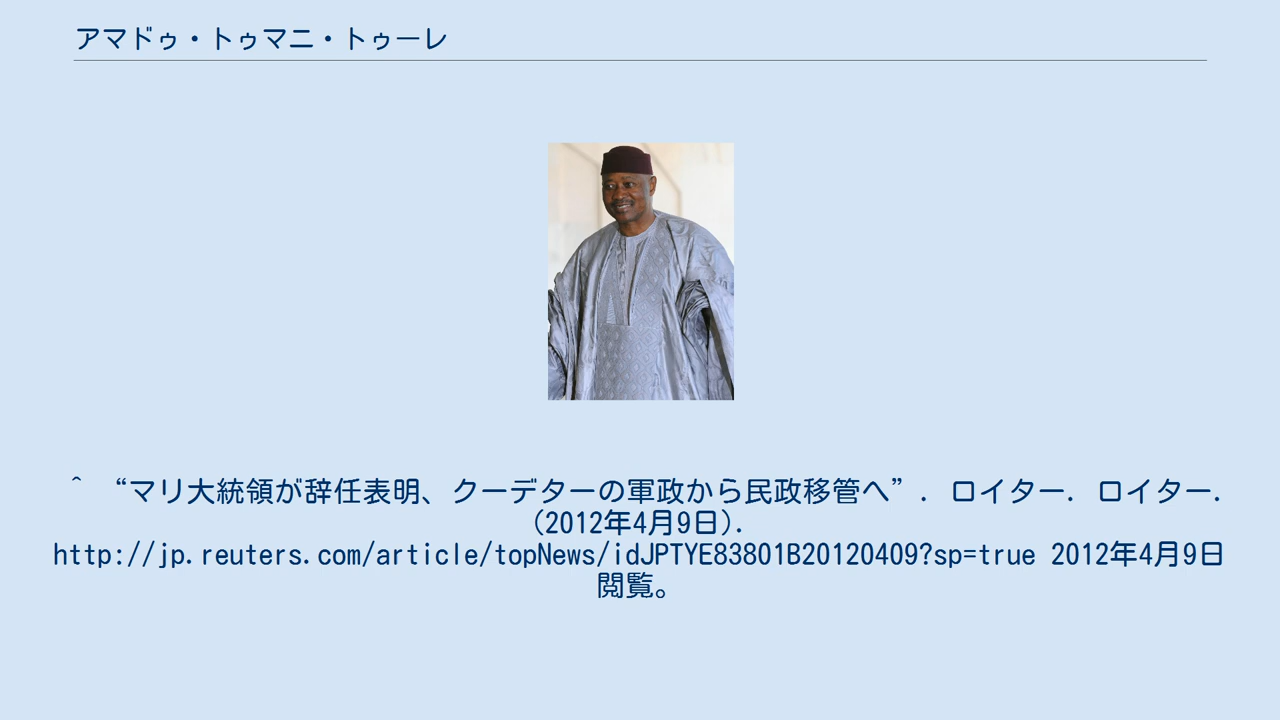 アマドゥ・トゥマニ・トゥーレ
^ “マリ大統領が辞任表明、クーデターの軍政から民政移管へ”. ロイター. ロイター.
(2012年4月9日).
http://jp.reuters.com/article/topNews/idJPTYE83801B20120409?sp=true 2012年4月9日
閲覧。